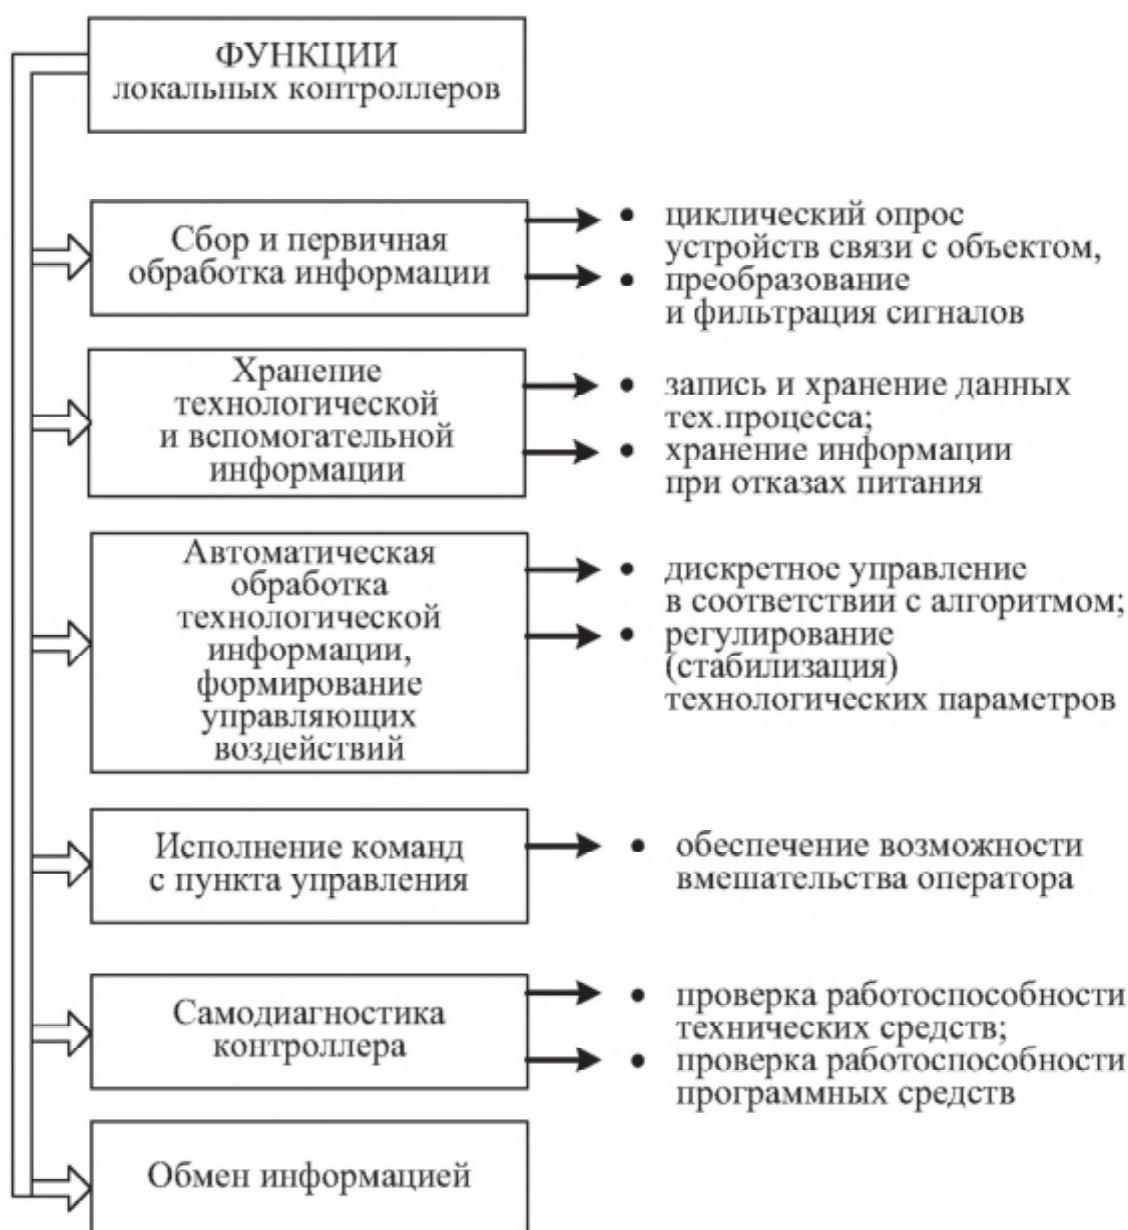 ФУНКЦИИ
локальных контроллеров
Сбор и первичная
обработка информации
• циклический опрос
устройств связи с объектом,
• преобразование
и фильтрация сигналов
Хранение
технологической
и вспомогательной
информации
• запись и хранение данных
тех.процесса;
• хранение информации
при отказах питания
Автоматическая
обработка
технологической
информации,
формирование
управляющих
воздействий
• дискретное управление
в соответствии с алгоритмом;
• регулирование
(стабилизация)
технологических параметров
Исполнение команд
с пункта управления
• обеспечение возможности
вмешательства оператора
Самодиагностика
контроллера
• проверка работоспособности
технических средств;
• проверка работоспособности
программных средств
Обмен информацией